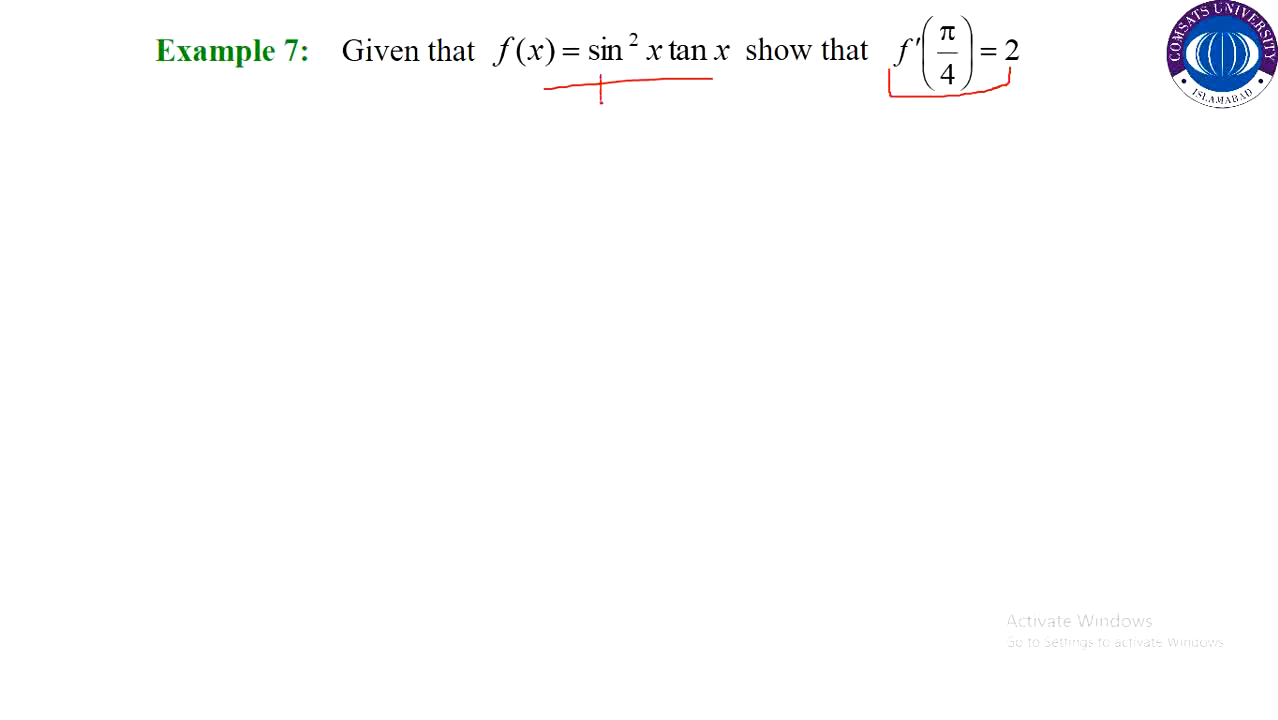 Example 7: Given that f(x) = sin² x tan x show that f′(π/4) = 2
COMSATS UNIVERSITY
• ISLAMABAD •
Activate Windows
Go to Settings to activate Windows